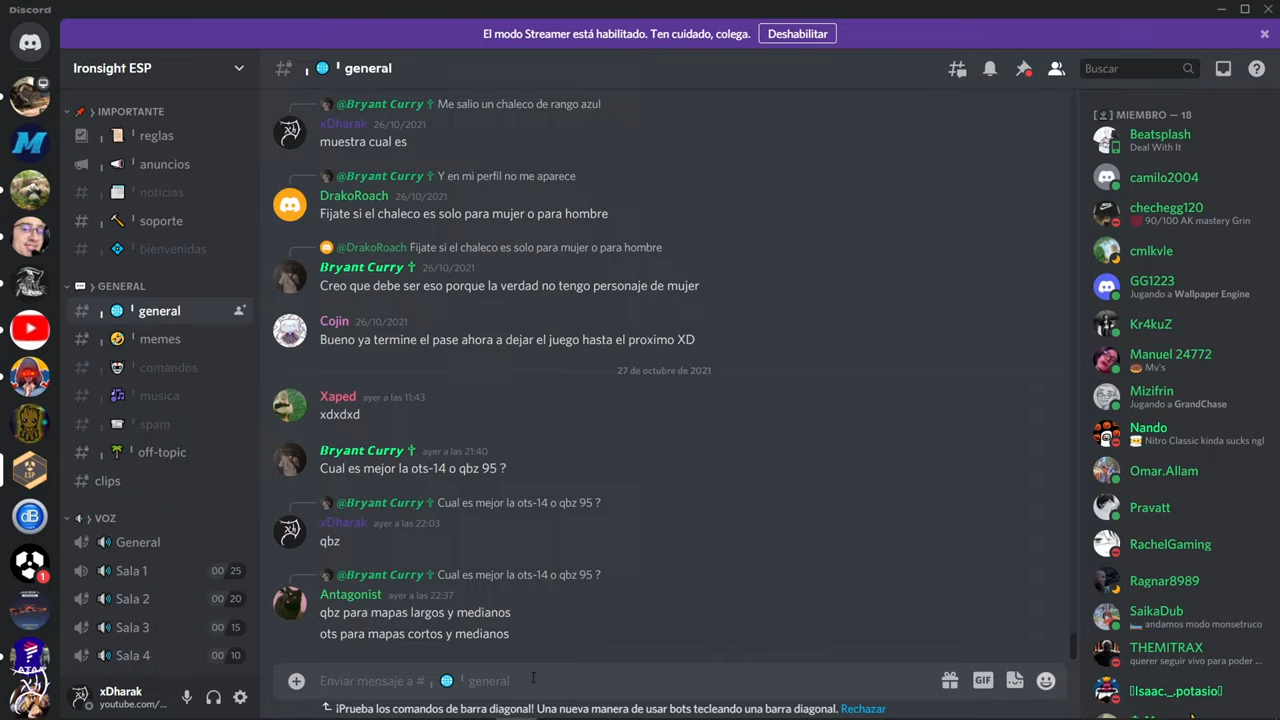 Discord
El modo Streamer está habilitado. Ten cuidado, colega.
Deshabilitar
Ironsight ESP
general
Buscar
IMPORTANTE
reglas
anuncios
noticias
soporte
bienvenidas
GENERAL
general
memes
comandos
musica
spam
off-topic
clips
VOZ
General
Sala 1 00 25
Sala 2 00 20
Sala 3 00 15
Sala 4 00 10
xDharak
youtube.com/...
@Bryant Curry✝ Me salio un chaleco de rango azul
xDharak 26/10/2021
muestra cual es
@Bryant Curry✝ Y en mi perfil no me aparece
DrakoRoach 26/10/2021
Fijate si el chaleco es solo para mujer o para hombre
@DrakoRoach Fijate si el chaleco es solo para mujer o para hombre
Bryant Curry✝ 26/10/2021
Creo que debe ser eso porque la verdad no tengo personaje de mujer
Cojin 26/10/2021
Bueno ya termine el pase ahora a dejar el juego hasta el proximo XD
27 de octubre de 2021
Xaped ayer a las 11:43
xdxdxd
Bryant Curry✝ ayer a las 21:40
Cual es mejor la ots-14 o qbz 95 ?
@Bryant Curry✝ Cual es mejor la ots-14 o qbz 95 ?
xDharak ayer a las 22:03
qbz
@Bryant Curry✝ Cual es mejor la ots-14 o qbz 95 ?
Antagonist ayer a las 22:37
qbz para mapas largos y medianos
ots para mapas cortos y medianos
Enviar mensaje a # general
GIF
¡Prueba los comandos de barra diagonal! Una nueva manera de usar bots tecleando una barra diagonal. Rechazar
MIEMBRO — 18
Beatsplash
Deal With It
camilo2004
chechegg120
90/100 AK mastery Grin
cmlkvle
GG1223
Jugando a Wallpaper Engine
Kr4kuZ
Manuel 24772
Mv's
Mizifrin
Jugando a GrandChase
Nando
Nitro Classic kinda sucks ngl
Omar.Allam
Pravatt
RachelGaming
Ragnar8989
SaikaDub
andamos modo monsetruco
THEMITRAX
querer seguir vivo para poder ...
Isaac._.potasio